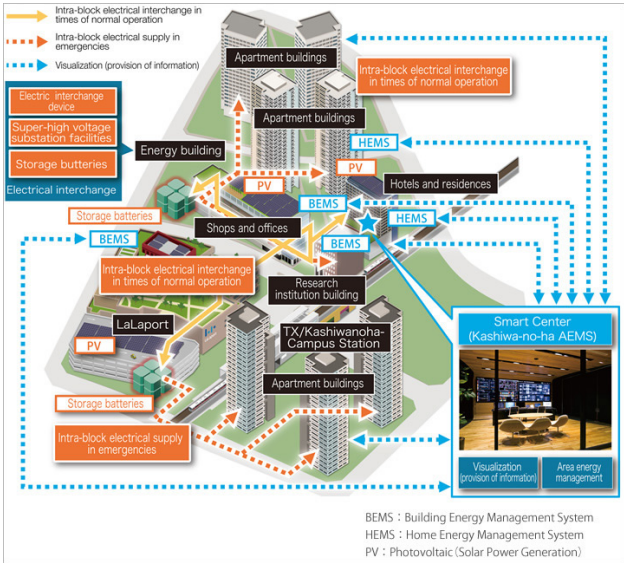 Intra-block electrical interchange in
times of normal operation
Intra-block electrical supply in
emergencies
Visualization (provision of information)
Apartment buildings
Intra-block electrical interchange in
times of normal operation
Electric interchange
device
Super-high voltage
substation facilities
Storage butteries
Electrical interchange
Energy building
Apartment buildings
HEMS
PV
PV
Hotels and residences
Storage batteries
BEMS
HEMS
Shops and offices
BEMS
BEMS
Intra-block electrical interchange
in times of normal operation
Research
institution building
LaLaport
TX/Kashiwanoha-
Campus Station
PV
Smart Center
(Kashiwa-no-ha AEMS)
Apartment buildings
Storage batteries
Intra-block electrical supply
in emergencies
Visualization
(provision of information)
Area energy
management
BEMS : Building Energy Management System
HEMS : Home Energy Management System
PV : Photovoltaic (Solar Power Generation)